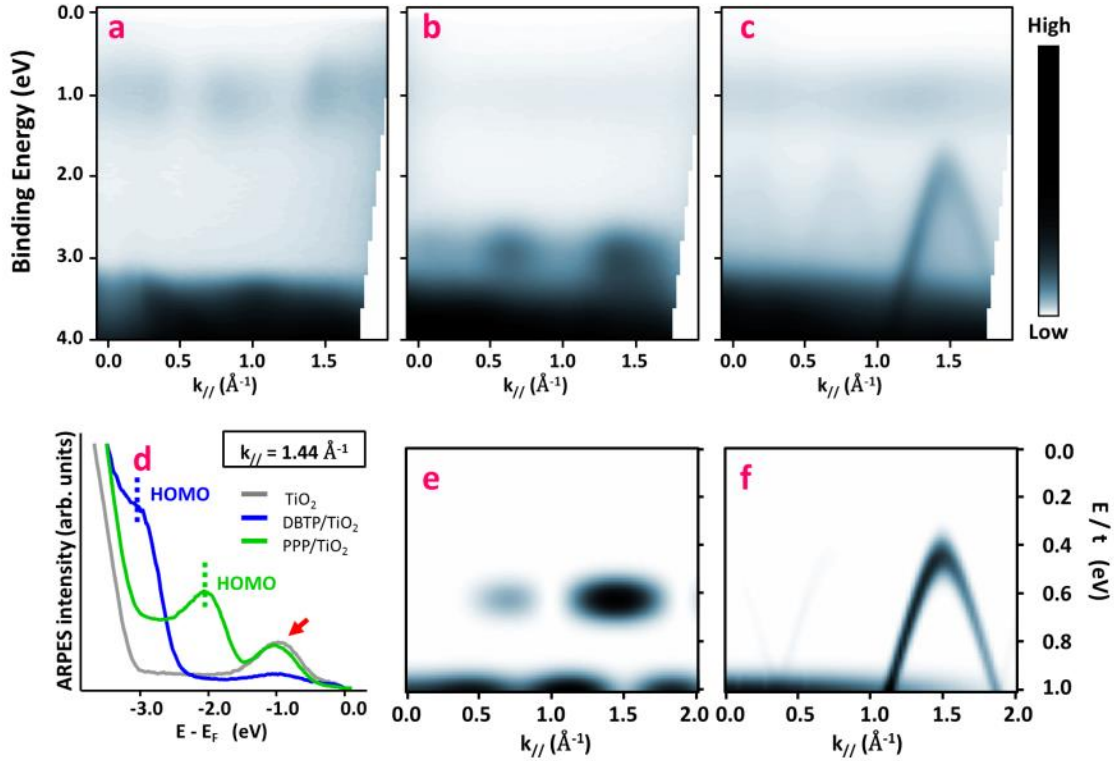 a
b
c
High
Low
Binding Energy (eV)
0.0
1.0
2.0
3.0
4.0
0.0 0.5 1.0 1.5
k// (Å-1)
0.0 0.5 1.0 1.5
k// (Å-1)
0.0 0.5 1.0 1.5
k// (Å-1)
d
k// = 1.44 Å-1
HOMO
HOMO
TiO2
DBTP/TiO2
PPP/TiO2
ARPES intensity (arb. units)
-3.0 -2.0 -1.0 0.0
E - EF (eV)
e
0.0 0.5 1.0 1.5 2.0
k// (Å-1)
f
0.0
0.2
0.4
0.6
0.8
1.0
E / t (eV)
0.0 0.5 1.0 1.5 2.0
k// (Å-1)